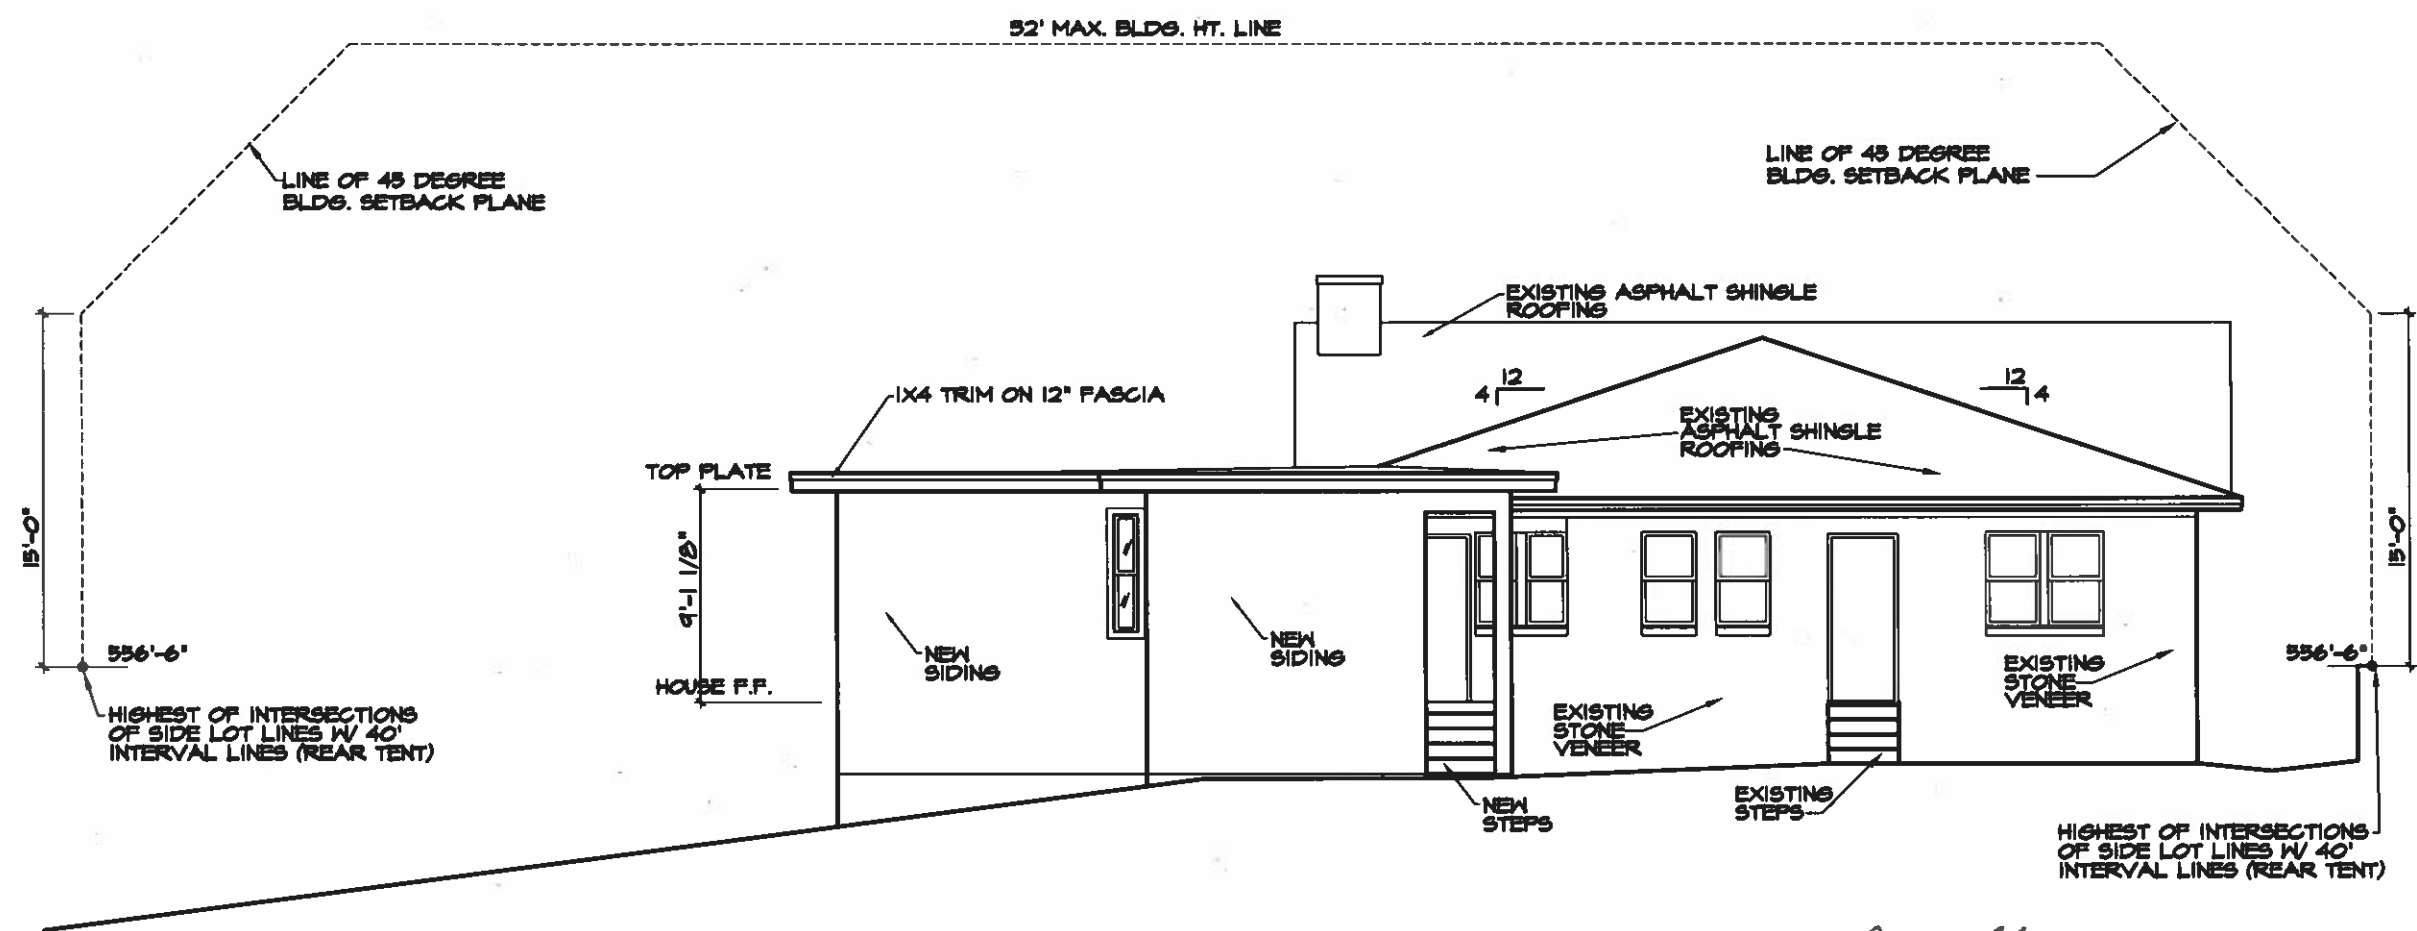 32' MAX. BLDG. HT. LINE
LINE OF 45 DEGREE
BLDG. SETBACK PLANE
LINE OF 45 DEGREE
BLDG. SETBACK PLANE
EXISTING ASPHALT SHINGLE
ROOFING
12
4
12
4
1X4 TRIM ON 12" FASCIA
EXISTING
ASPHALT SHINGLE
ROOFING
TOP PLATE
15'-0"
9'-1 1/8"
15'-0"
NEW
SIDING
NEW
SIDING
556'-6"
556'-6"
EXISTING
STONE
VENEER
HOUSE F.F.
HIGHEST OF INTERSECTIONS
OF SIDE LOT LINES W/ 40'
INTERVAL LINES (REAR TENT)
EXISTING
STONE
VENEER
NEW
STEPS
EXISTING
STEPS
HIGHEST OF INTERSECTIONS
OF SIDE LOT LINES W/ 40'
INTERVAL LINES (REAR TENT)